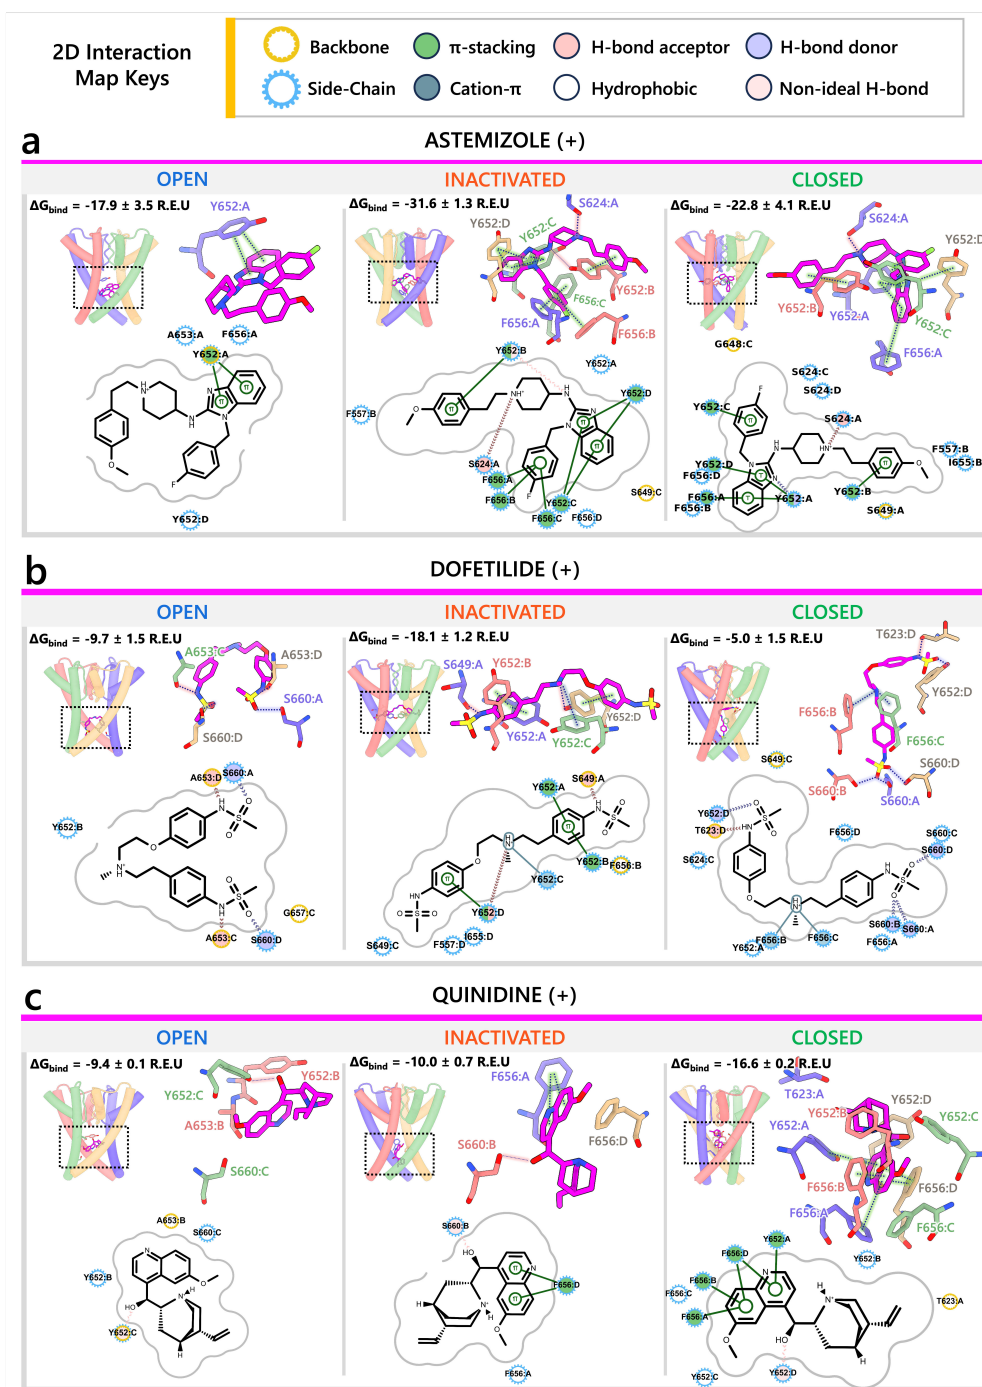 2D Interaction
Map Keys
Backbone
π-stacking
H-bond acceptor
H-bond donor
Side-Chain
Cation-π
Hydrophobic
Non-ideal H-bond
a
ASTEMIZOLE (+)
OPEN
INACTIVATED
CLOSED
ΔGbind = -17.9 ± 3.5 R.E.U
Y652:A
A653:A
F656:A
Y652:A
Y652:D
ΔGbind = -31.6 ± 1.3 R.E.U
S624:A
Y652:D
Y652:C
Y652:B
F656:C
F656:A
F656:B
Y652:B
Y652:A
Y652:D
F557:B
S624:A
F656:A
F656:B
Y652:C
F656:C
F656:D
S649:C
ΔGbind = -22.8 ± 4.1 R.E.U
S624:A
Y652:D
Y652:B
Y652:A
Y652:C
F656:A
G648:C
S624:C
S624:D
Y652:C
S624:A
F557:B
I655:B
Y652:D
F656:D
F656:A
F656:B
Y652:A
Y652:B
S649:A
b
DOFETILIDE (+)
OPEN
INACTIVATED
CLOSED
ΔGbind = -9.7 ± 1.5 R.E.U
A653:C
A653:D
S660:A
S660:D
A653:D
S660:A
Y652:B
G657:C
A653:C
S660:D
ΔGbind = -18.1 ± 1.2 R.E.U
S649:A
Y652:B
Y652:A
Y652:C
Y652:D
Y652:A
S649:A
Y652:B
F656:B
Y652:C
Y652:D
I655:D
F557:D
S649:C
ΔGbind = -5.0 ± 1.5 R.E.U
T623:D
Y652:D
F656:B
F656:C
S660:D
S660:B
S660:A
S649:C
Y652:D
T623:D
F656:D
S660:C
S660:D
S624:C
S660:B
S660:A
F656:B
F656:C
Y652:A
F656:A
c
QUINIDINE (+)
OPEN
INACTIVATED
CLOSED
ΔGbind = -9.4 ± 0.1 R.E.U
Y652:C
Y652:B
A653:B
S660:C
A653:B
S660:C
Y652:B
Y652:C
ΔGbind = -10.0 ± 0.7 R.E.U
F656:A
F656:D
S660:B
S660:B
F656:D
F656:A
ΔGbind = -16.6 ± 0.2 R.E.U
T623:A
Y652:D
Y652:B
Y652:C
Y652:A
F656:B
F656:D
F656:A
F656:C
Y652:B
Y652:A
F656:D
F656:B
F656:C
F656:A
T623:A
Y652:C
Y652:D